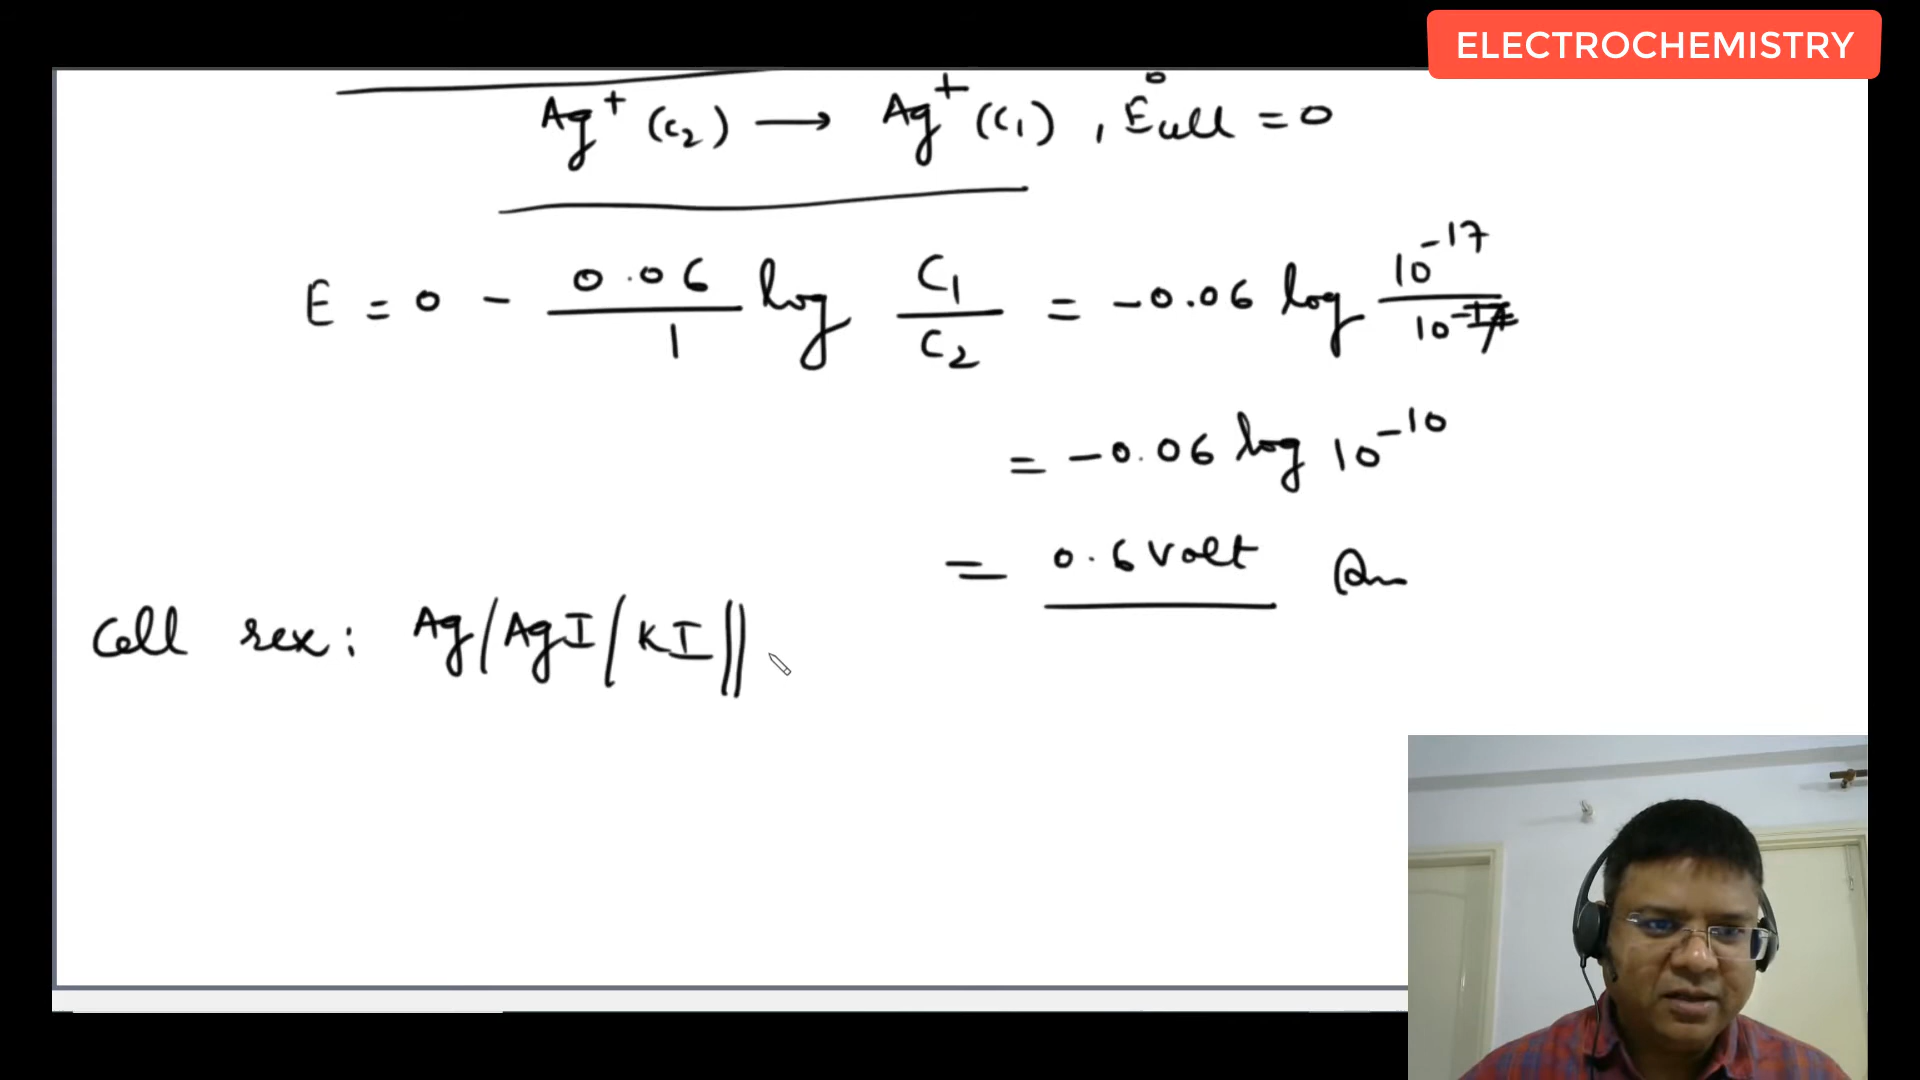 ELECTROCHEMISTRY
Ag⁺ (C₂) → Ag⁺ (C₁) , E°cell = 0
E = 0 - 0.06/1 log C₁/C₂ = -0.06 log 10⁻¹⁷/10⁻⁷
= -0.06 log 10⁻¹⁰
= 0.6 Volt
Cell rex: Ag/AgI/KI||